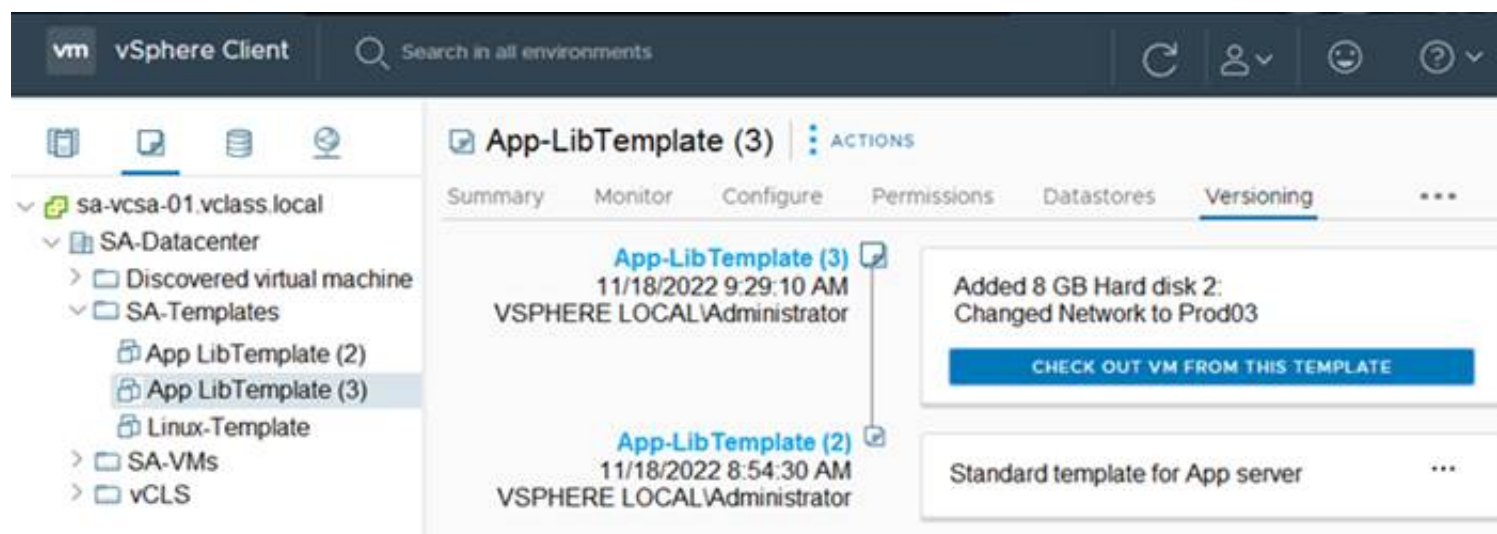 vm vSphere Client Search in all environments
App-LibTemplate (3) ACTIONS
Summary Monitor Configure Permissions Datastores Versioning ...
sa-vcsa-01.vclass.local
SA-Datacenter
Discovered virtual machine
SA-Templates
App LibTemplate (2)
App LibTemplate (3)
Linux-Template
SA-VMs
vCLS
App-LibTemplate (3)
11/18/2022 9:29:10 AM
VSPHERE LOCAL\Administrator
Added 8 GB Hard disk 2:
Changed Network to Prod03
CHECK OUT VM FROM THIS TEMPLATE
App-LibTemplate (2)
11/18/2022 8:54:30 AM
VSPHERE LOCAL\Administrator
Standard template for App server ...